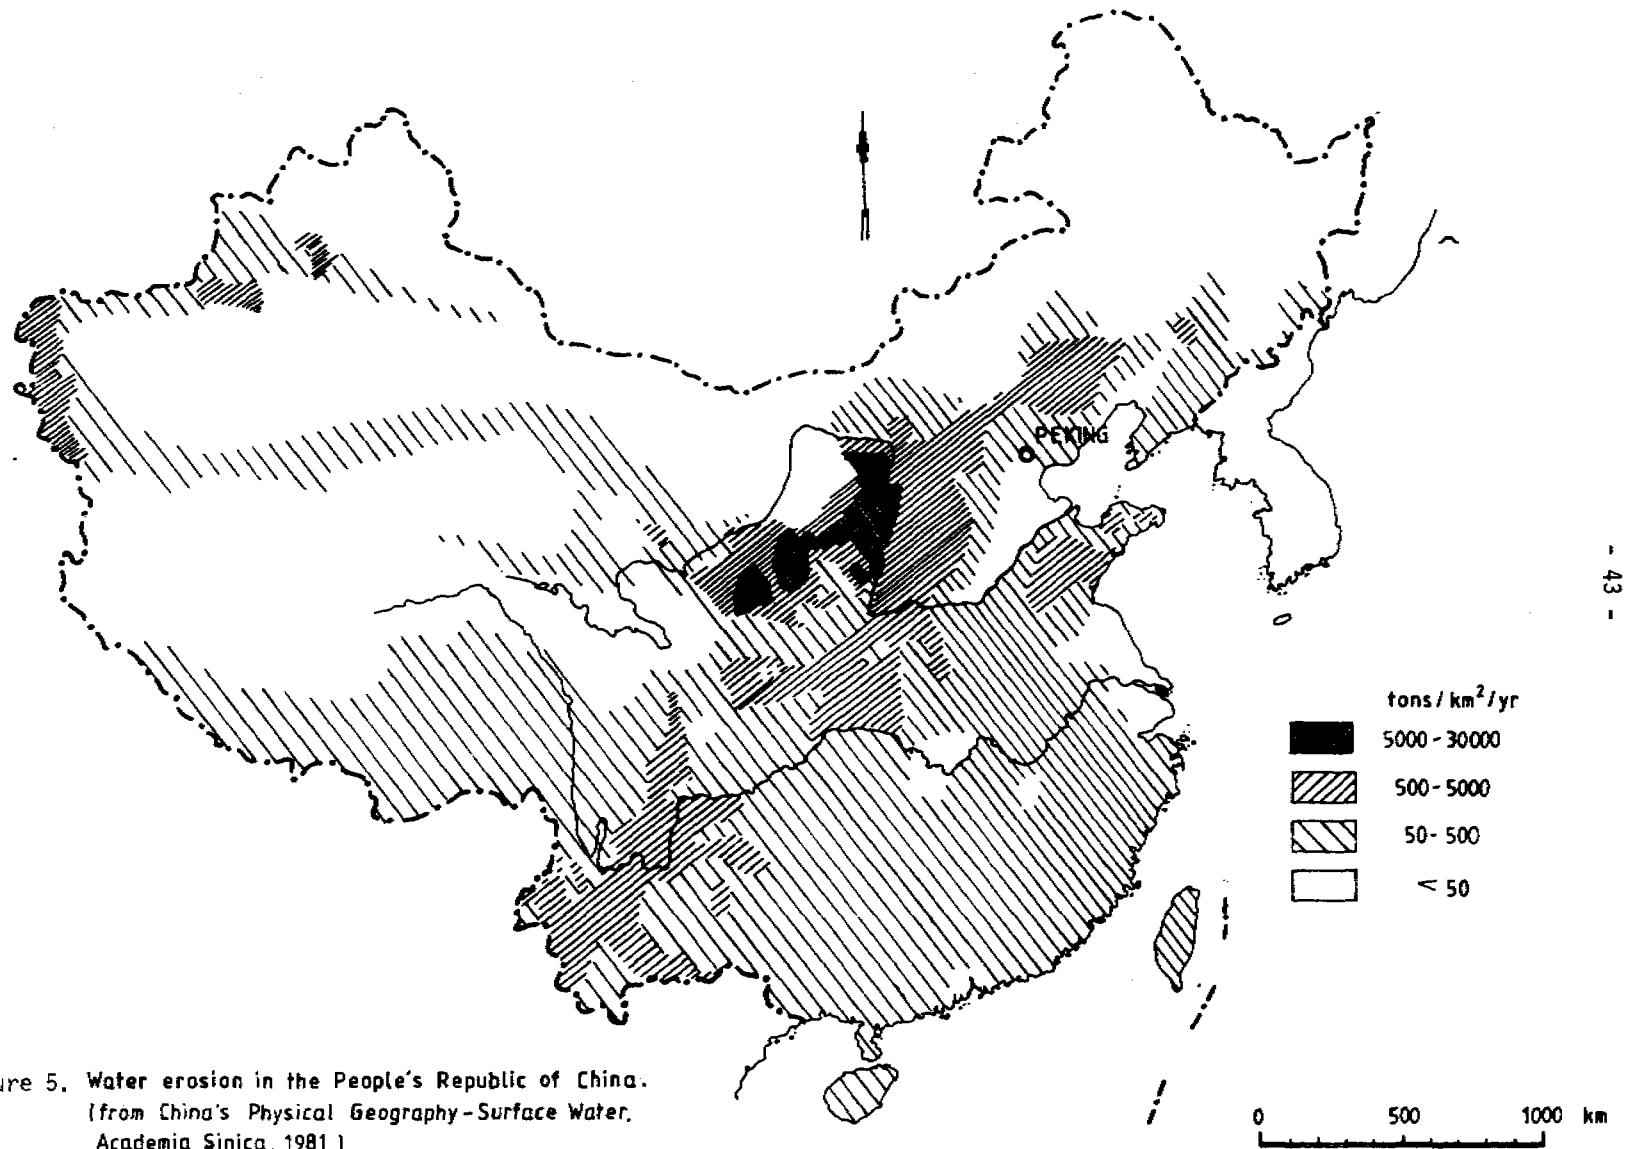 PEKING
- 43 -
tons/km²/yr
5000 - 30000
500 - 5000
50 - 500
< 50
ure 5. Water erosion in the People's Republic of China.
(from China's Physical Geography - Surface Water,
Academia Sinica, 1981)
0 500 1000 km